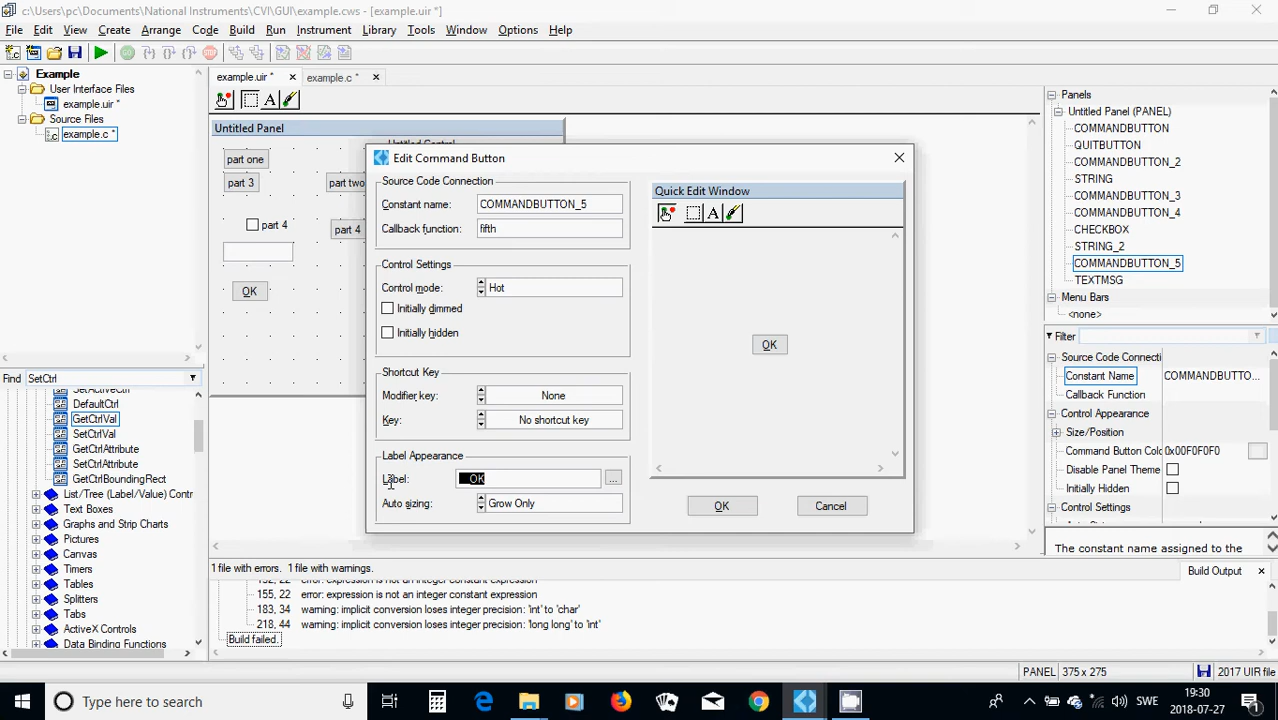 c:\Users\pc\Documents\National Instruments\CVI\GUI\example.cws - [example.uir *]
File Edit View Create Arrange Code Build Run Instrument Library Tools Window Options Help
Example
User Interface Files
example.uir *
Source Files
example.c *
example.uir *
example.c *
Untitled Panel
part one
part 3
part two
part 4
part 4
OK
Edit Command Button
Source Code Connection
Constant name: COMMANDBUTTON_5
Callback function: fifth
Control Settings
Control mode: Hot
Initially dimmed
Initially hidden
Shortcut Key
Modifier key: None
Key: No shortcut key
Label Appearance
Label: __OK
Auto sizing: Grow Only
Quick Edit Window
A
OK
OK Cancel
Panels
Untitled Panel (PANEL)
COMMANDBUTTON
QUITBUTTON
COMMANDBUTTON_2
STRING
COMMANDBUTTON_3
COMMANDBUTTON_4
CHECKBOX
STRING_2
COMMANDBUTTON_5
TEXTMSG
Menu Bars
<none>
Filter
Source Code Connecti
Constant Name COMMANDBUTTO...
Callback Function
Control Appearance
Size/Position
Command Button Colo 0x00F0F0F0
Disable Panel Theme
Initially Hidden
Control Settings
The constant name assigned to the
Find SetCtrl
DefaultCtrl
GetCtrlVal
SetCtrlVal
GetCtrlAttribute
SetCtrlAttribute
GetCtrlBoundingRect
List/Tree (Label/Value) Contr
Text Boxes
Graphs and Strip Charts
Pictures
Canvas
Timers
Tables
Splitters
Tabs
ActiveX Controls
Data Binding Functions
1 file with errors. 1 file with warnings.
Build Output
152, 22 error: expression is not an integer constant expression
155, 22 error: expression is not an integer constant expression
183, 34 warning: implicit conversion loses integer precision: 'int' to 'char'
218, 44 warning: implicit conversion loses integer precision: 'long long' to 'int'
Build failed.
PANEL 375 x 275 2017 UIR file
Type here to search
SWE
19:30
2018-07-27